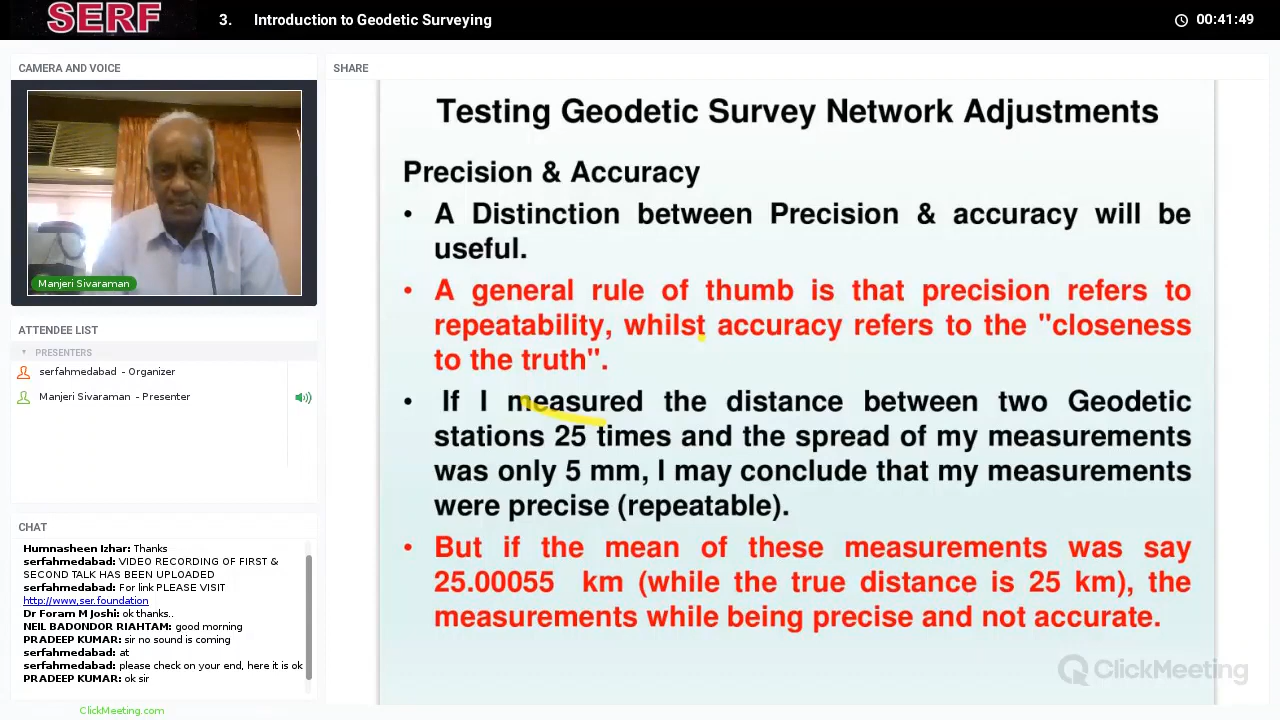 SERF
3. Introduction to Geodetic Surveying
00:41:49
CAMERA AND VOICE
Manjeri Sivaraman
ATTENDEE LIST
PRESENTERS
serfahmedabad - Organizer
Manjeri Sivaraman - Presenter
CHAT
Humnasheen Izhar: Thanks
serfahmedabad: VIDEO RECORDING OF FIRST &
SECOND TALK HAS BEEN UPLOADED
serfahmedabad: For link PLEASE VISIT
http://www.ser.foundation
Dr Param M Joshi: ok thanks..
NEIL BADONDOR RIAHTAM: good morning
PRADEEP KUMAR: sir no sound is coming
serfahmedabad: at
serfahmedabad: please check on your end, here it is ok
PRADEEP KUMAR: ok sir
ClickMeeting.com
SHARE
Testing Geodetic Survey Network Adjustments
Precision & Accuracy
• A Distinction between Precision & accuracy will be
useful.
• A general rule of thumb is that precision refers to
repeatability, whilst accuracy refers to the "closeness
to the truth".
• If I measured the distance between two Geodetic
stations 25 times and the spread of my measurements
was only 5 mm, I may conclude that my measurements
were precise (repeatable).
• But if the mean of these measurements was say
25.00055 km (while the true distance is 25 km), the
measurements while being precise and not accurate.
ClickMeeting